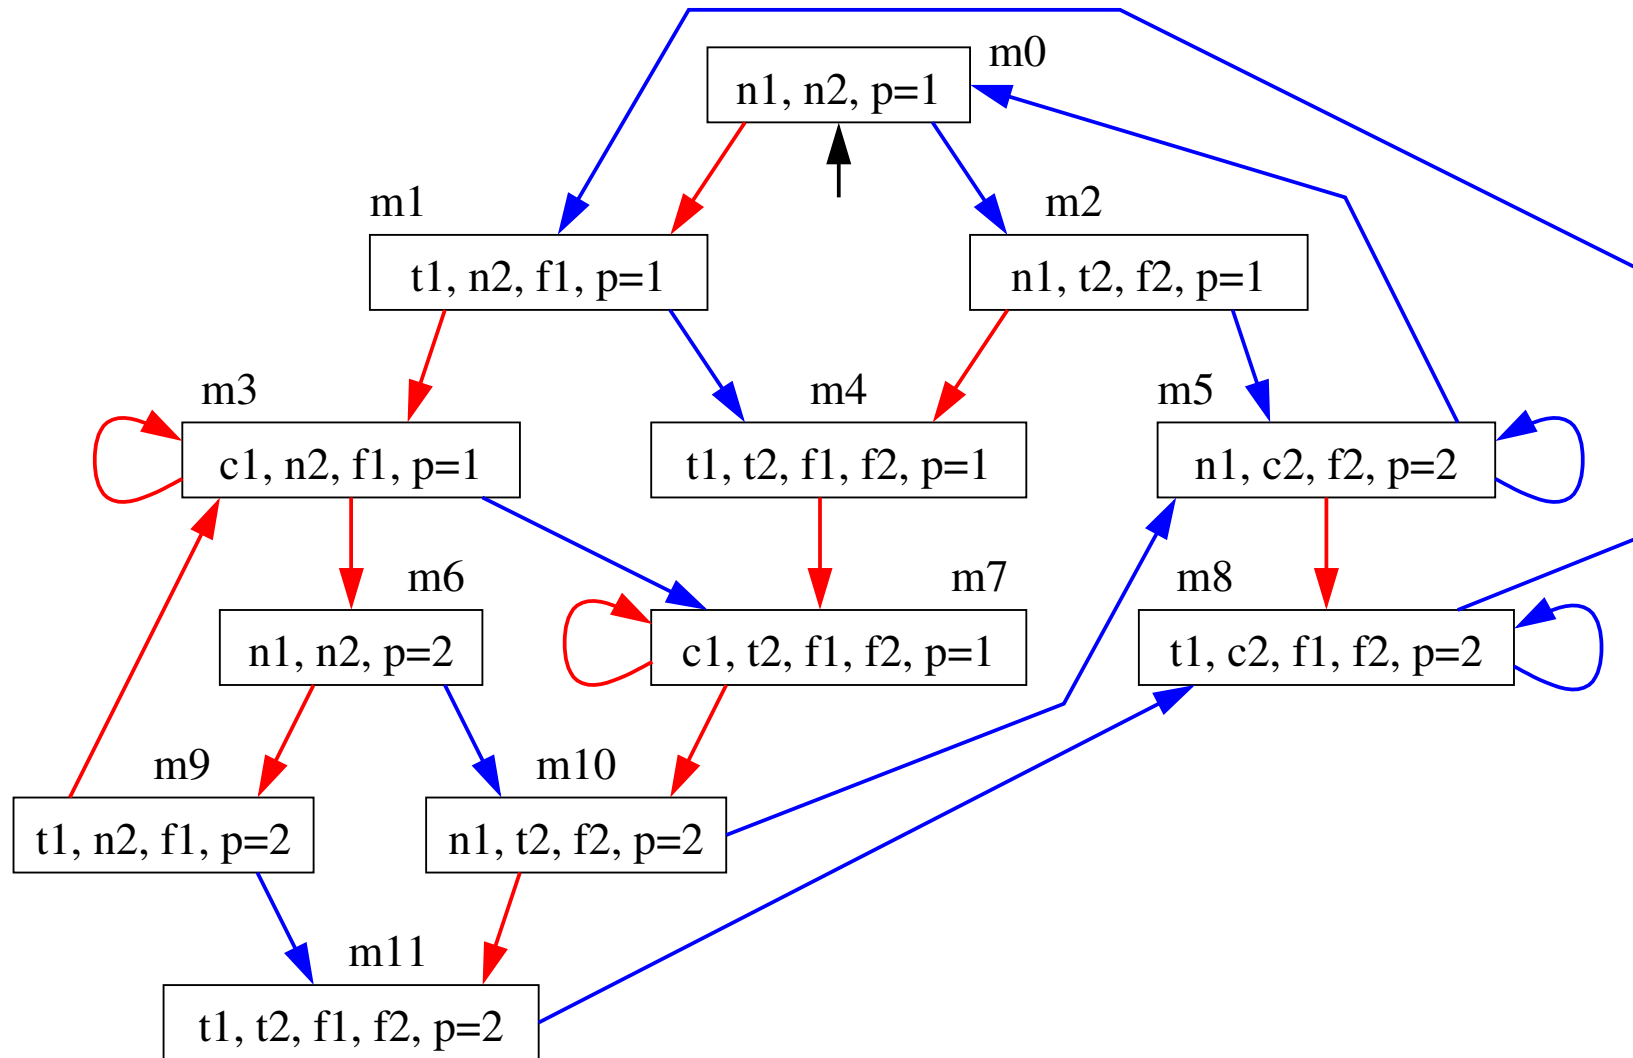 m0
n1, n2, p=1
m1
m2
t1, n2, f1, p=1
n1, t2, f2, p=1
m3
m4
m5
c1, n2, f1, p=1
t1, t2, f1, f2, p=1
n1, c2, f2, p=2
m6
m7
m8
n1, n2, p=2
c1, t2, f1, f2, p=1
t1, c2, f1, f2, p=2
m9
m10
t1, n2, f1, p=2
n1, t2, f2, p=2
m11
t1, t2, f1, f2, p=2